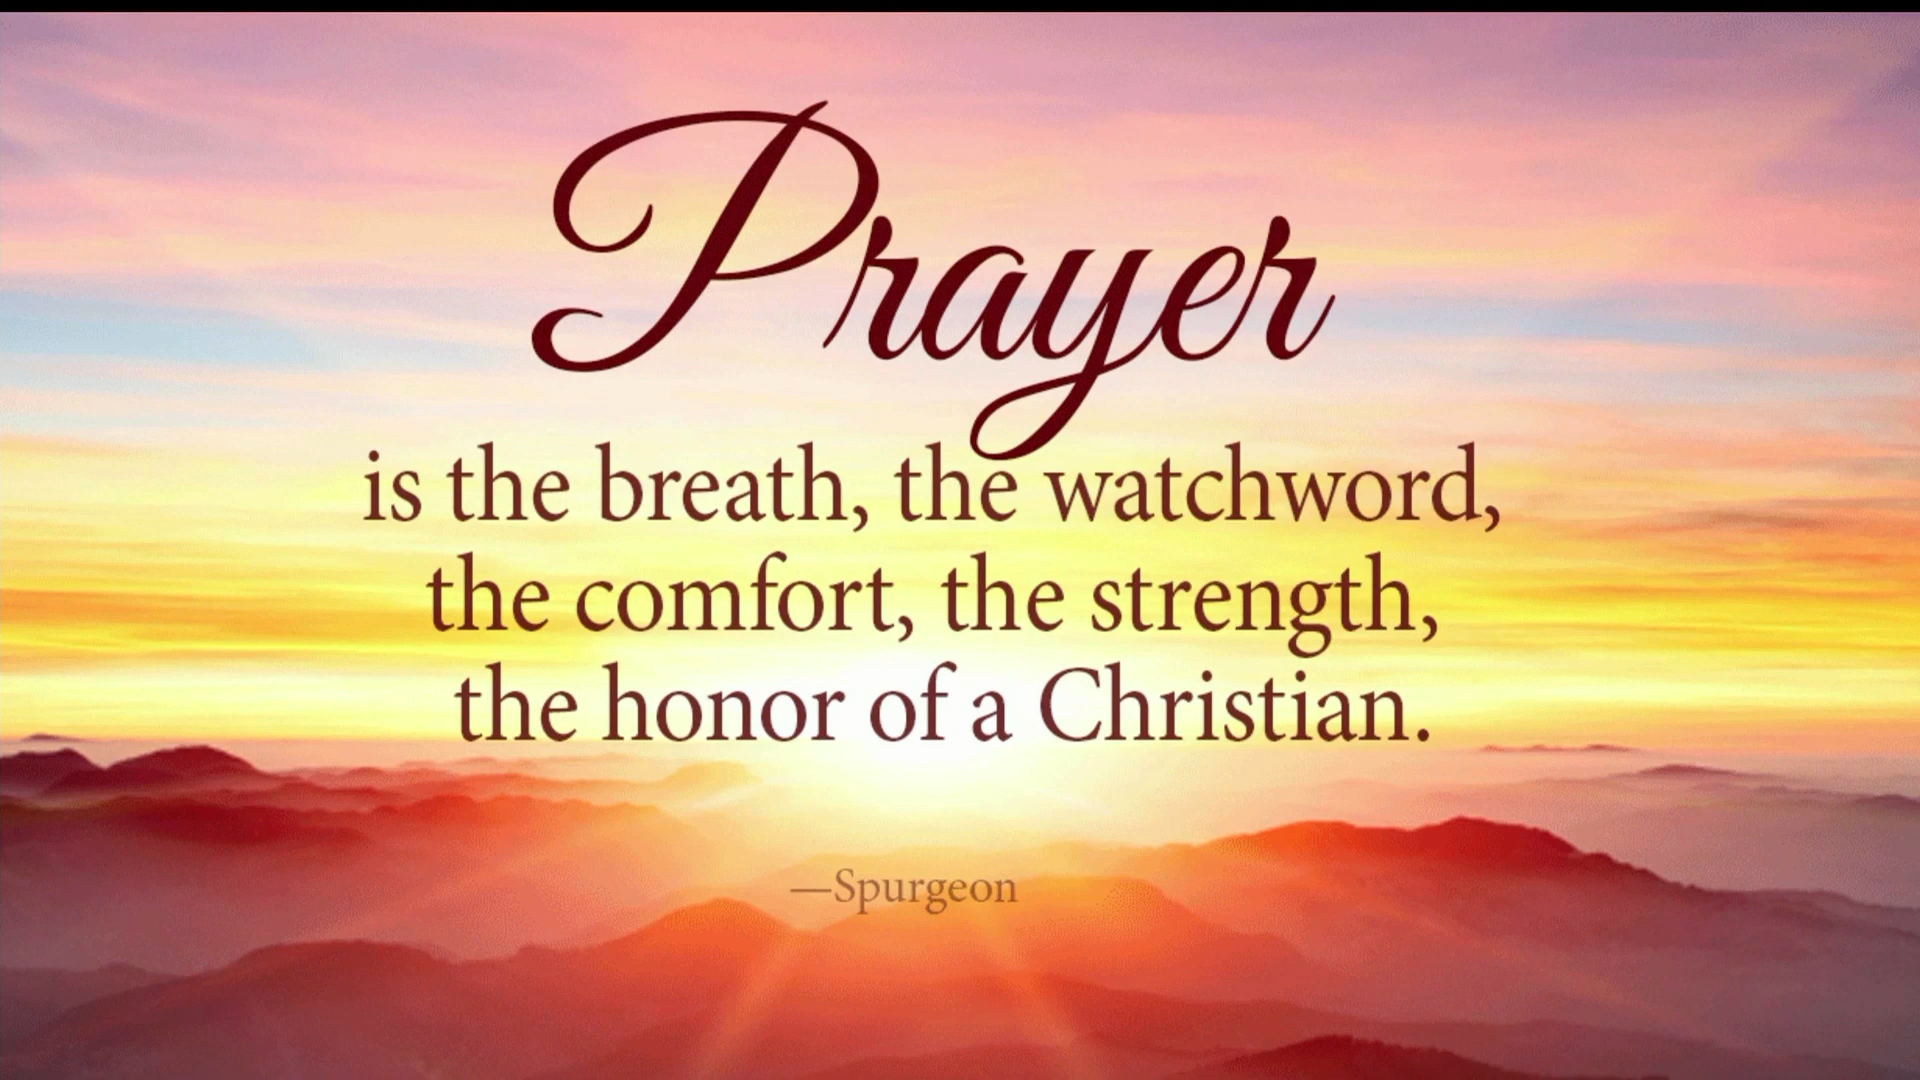 Prayer
is the breath, the watchword,
the comfort, the strength,
the honor of a Christian.
—Spurgeon